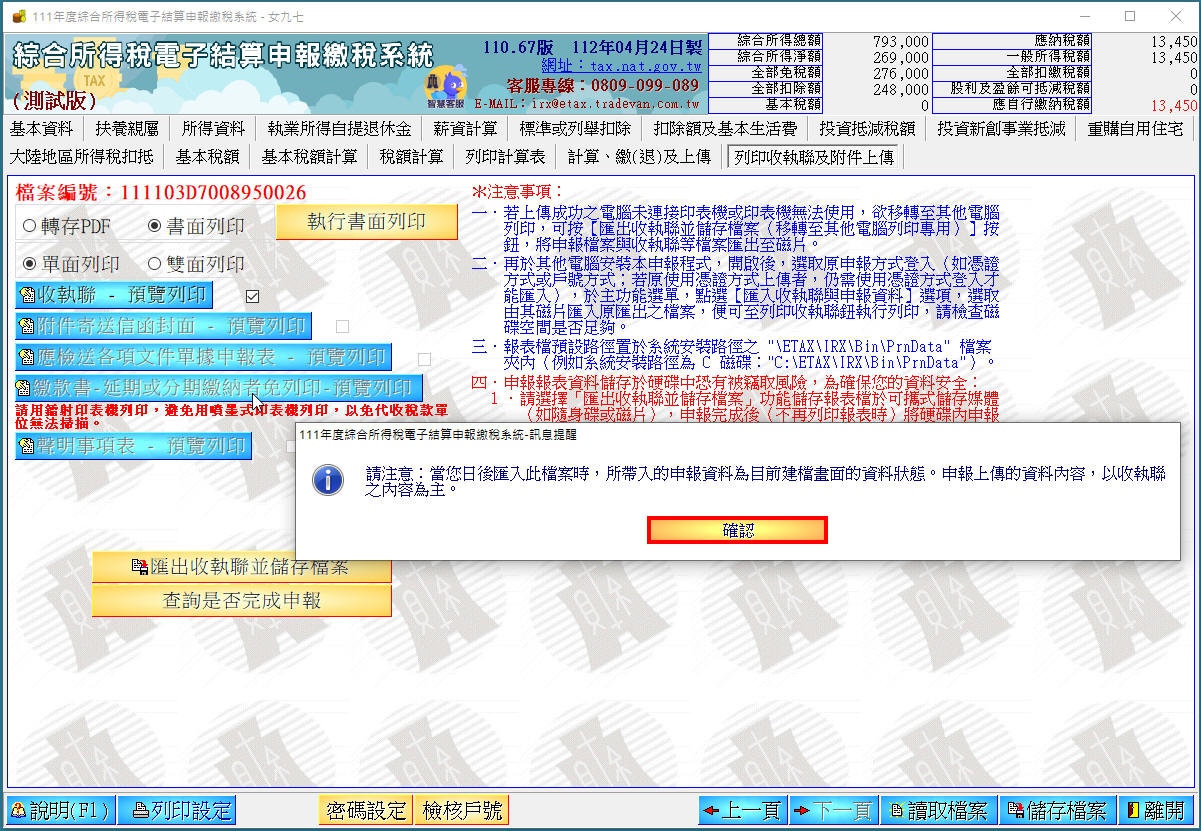 111年度綜合所得稅電子結算申報繳稅系統 - 女九七
綜合所得稅電子結算申報繳稅系統
TAX
(測試版)
智慧客服
110.67版 112年04月24日製
網址：tax.nat.gov.tw
客服專線：0809-099-089
E-MAIL：irx@etax.tradevan.com.tw
綜合所得總額 793,000
綜合所得淨額 269,000
全部免稅額 276,000
全部扣除額 248,000
基本稅額 0
應納稅額 13,450
一般所得稅額 13,450
全部扣繳稅額 0
股利及盈餘可抵減稅額 0
應自行繳納稅額 13,450
基本資料 扶養親屬 所得資料 執業所得自提退休金 薪資計算 標準或列舉扣除 扣除額及基本生活費 投資抵減稅額 投資新創事業抵減 重購自用住宅
大陸地區所得稅扣抵 基本稅額 基本稅額計算 稅額計算 列印計算表 計算、繳(退)及上傳 列印收執聯及附件上傳
檔案編號：111103D7008950026
轉存PDF 書面列印 執行書面列印
單面列印 雙面列印
收執聯 - 預覽列印
附件寄送信函封面 - 預覽列印
應檢送各項文件單據申報表 - 預覽列印
繳款書-延期或分期繳納者免列印-預覽列印
請用鐳射印表機列印，避免用噴墨式印表機列印，以免代收稅款單
位無法掃描。
聲明事項表 - 預覽列印
匯出收執聯並儲存檔案
查詢是否完成申報
※注意事項：
一．若上傳成功之電腦未連接印表機或印表機無法使用，欲移轉至其他電腦
列印，可按［匯出收執聯並儲存檔案（移轉至其他電腦列印專用）］按
鈕，將申報檔案與收執聯等檔案匯出至磁片。
二．再於其他電腦安裝本申報程式，開啟後，選取原申報方式登入（如憑證
方式或戶號方式；若原使用憑證方式上傳者，仍需使用憑證方式登入才
能匯入），於主功能選單，點選［匯入收執聯與申報資料］選項，選取
由其磁片匯入原匯出之檔案，便可至列印收執聯鈕執行列印，請檢查磁
碟空間是否足夠。
三．報表檔預設路徑置於系統安裝路徑之 "\ETAX\IRX\Bin\PrnData" 檔案
夾內（例如系統安裝路徑為 C 磁碟："C:\ETAX\IRX\Bin\PrnData"）。
四．申報報表資料儲存於硬碟中恐有被竊取風險，為確保您的資料安全：
1．請選擇「匯出收執聯並儲存檔案」功能儲存報表檔於可攜式儲存媒體
（如隨身碟或磁片），申報完成後（不再列印報表時）將硬碟內申報
111年度綜合所得稅電子結算申報繳稅系統-訊息提醒
請注意：當您日後匯入此檔案時，所帶入的申報資料為目前建檔畫面的資料狀態。申報上傳的資料內容，以收執聯
之內容為主。
確認
說明(F1) 列印設定 密碼設定 檢核戶號 上一頁 下一頁 讀取檔案 儲存檔案 離開